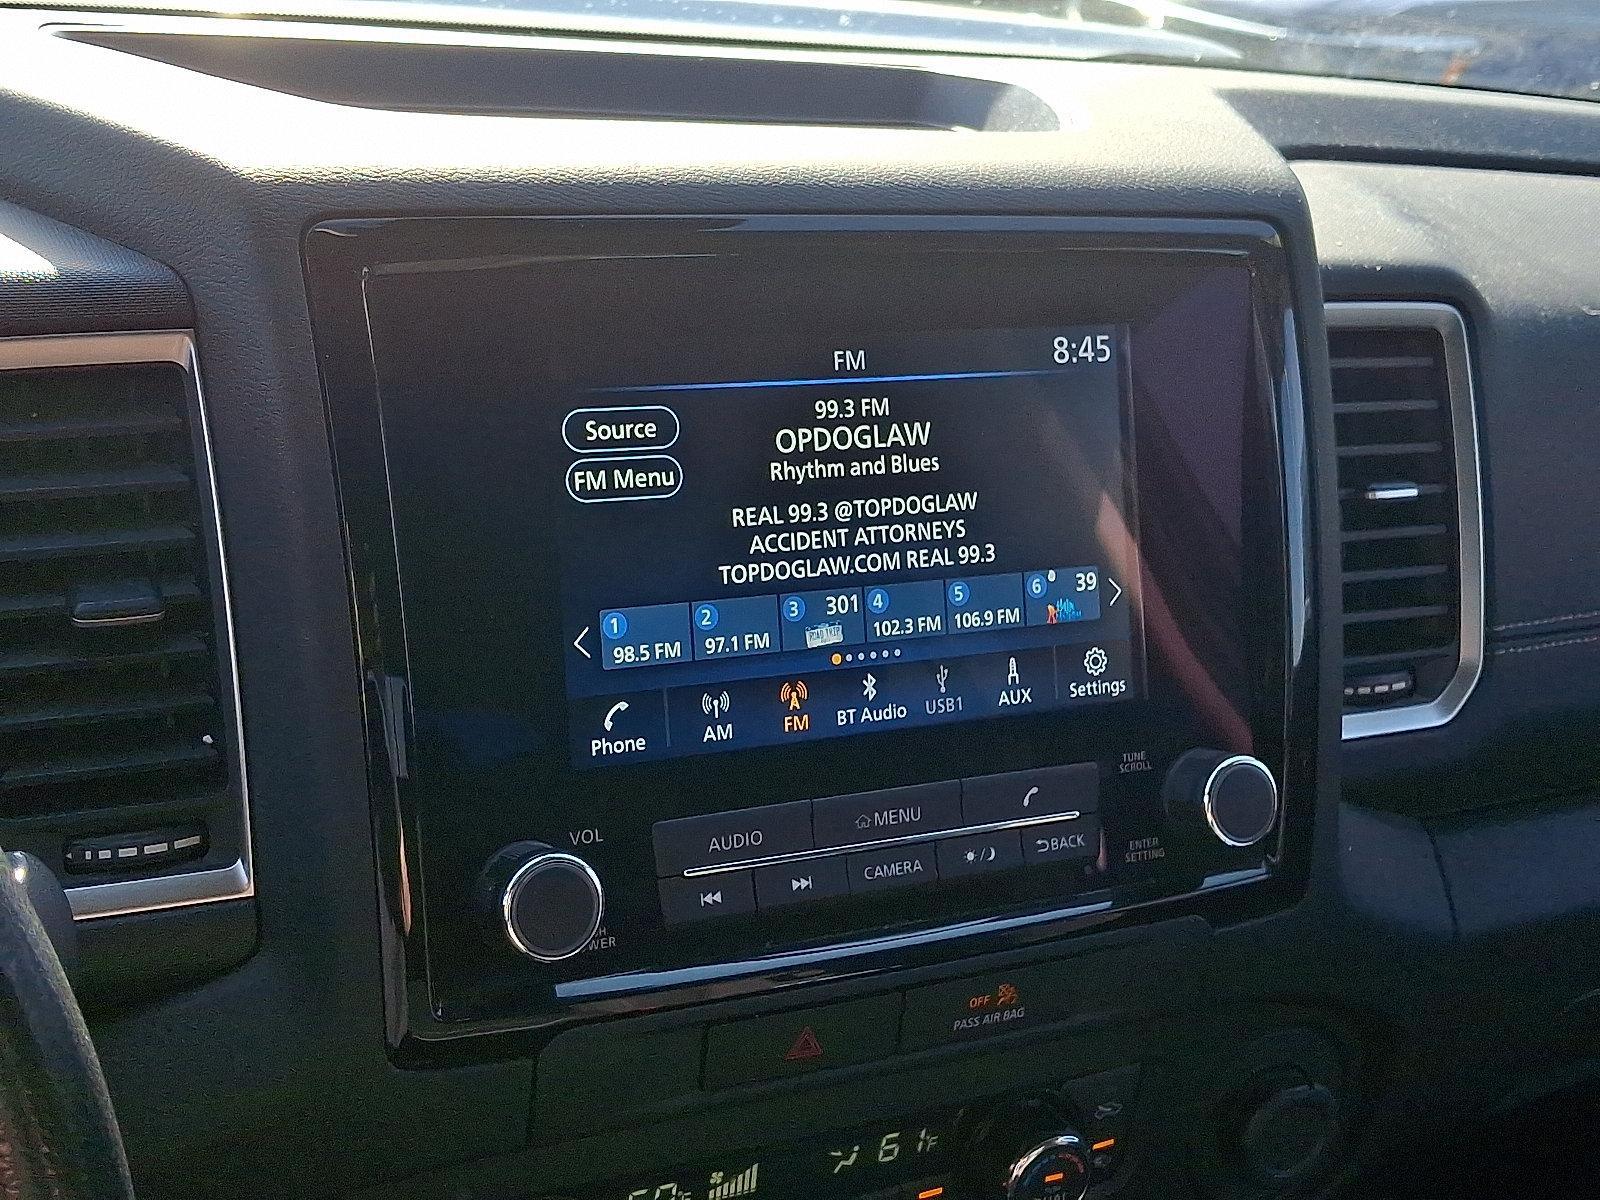 FM
8:45
Source
FM Menu
99.3 FM
OPDOGLAW
Rhythm and Blues
REAL 99.3 @TOPDOGLAW
ACCIDENT ATTORNEYS
TOPDOGLAW.COM REAL 99.3
1 98.5 FM
2 97.1 FM
3 301 ROAD TRIP
4 102.3 FM
5 106.9 FM
6 39
Phone
AM
FM
BT Audio
USB1
AUX
Settings
TUNE
SCROLL
VOL
AUDIO
MENU
CAMERA
BACK
ENTER
SETTING
OFF
PASS AIR BAG
61°F